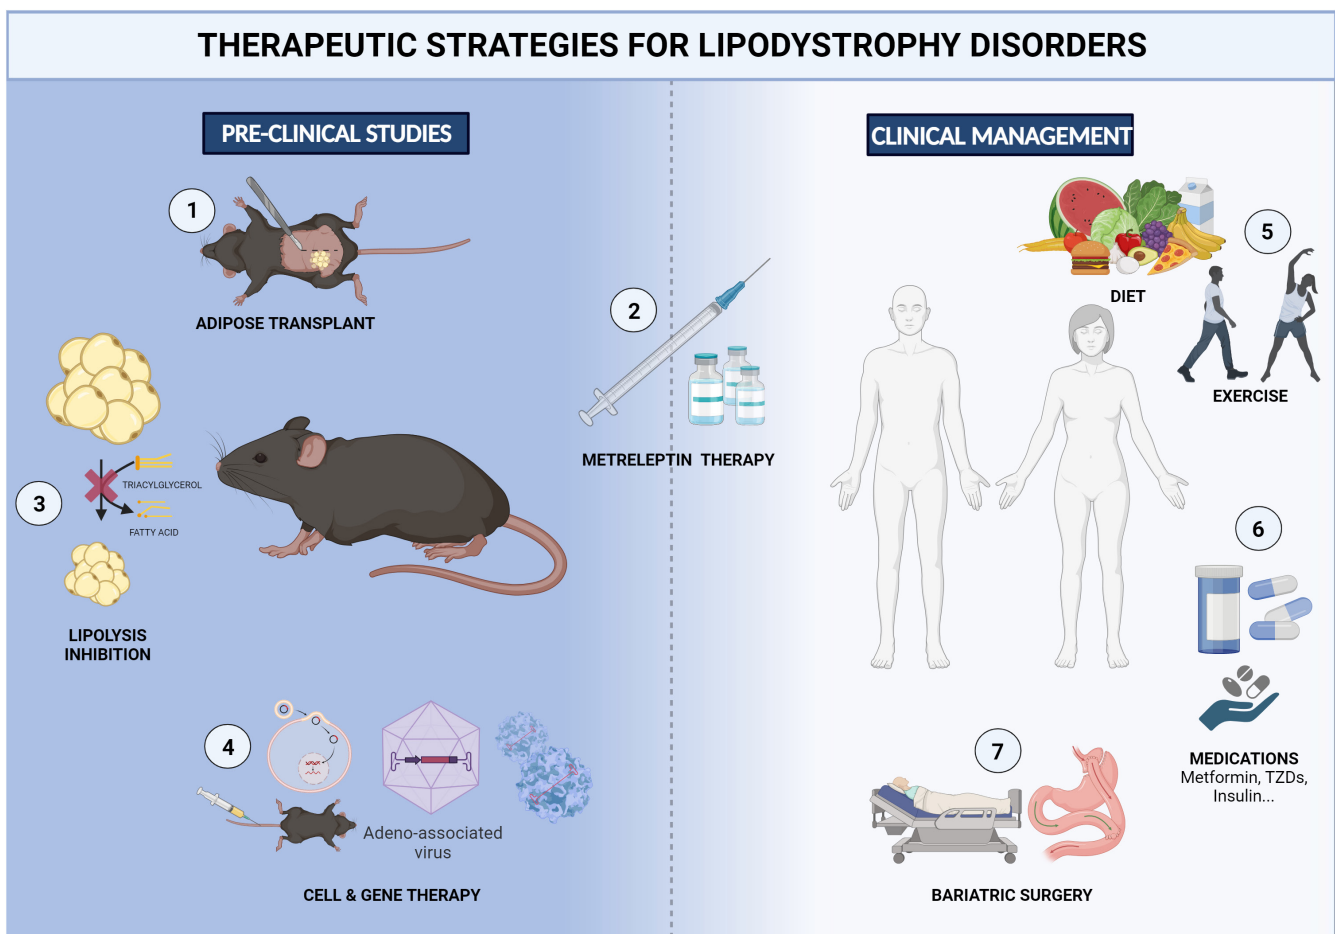 THERAPEUTIC STRATEGIES FOR LIPODYSTROPHY DISORDERS
PRE-CLINICAL STUDIES
1
ADIPOSE TRANSPLANT
2
METRELEPTIN THERAPY
3
TRIACYLGLYCEROL
FATTY ACID
LIPOLYSIS
INHIBITION
4
Adeno-associated
virus
CELL & GENE THERAPY
CLINICAL MANAGEMENT
5
DIET
EXERCISE
6
MEDICATIONS
Metformin, TZDs,
Insulin...
7
BARIATRIC SURGERY